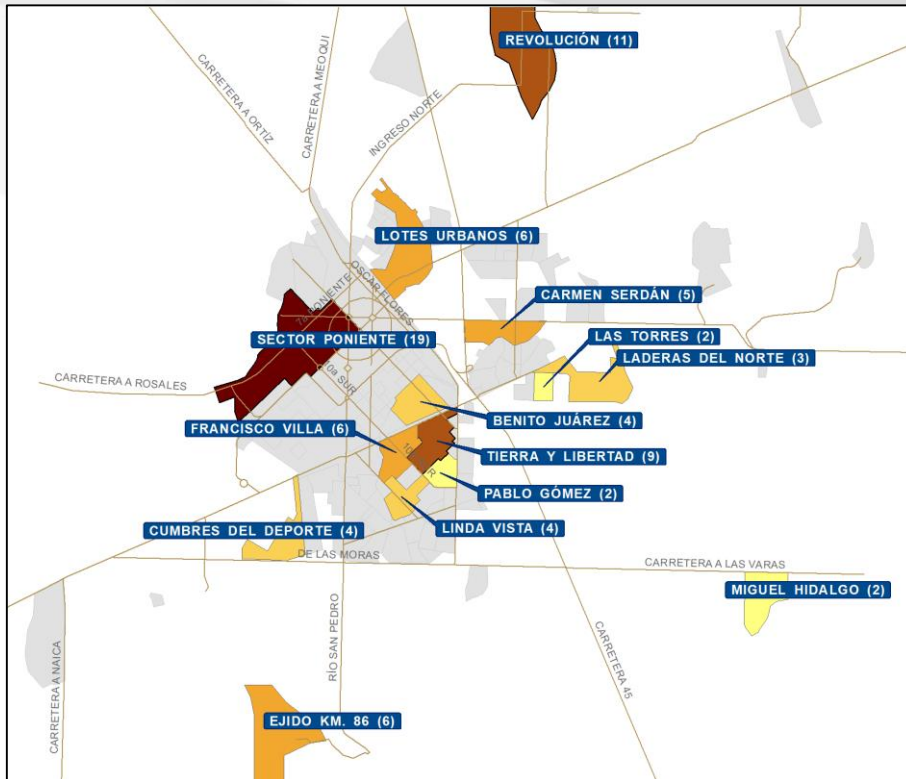 REVOLUCIÓN (11)
CARRETERA A MEOQUI
CARRETERA A ORTÍZ
INGRESO NORTE
LOTES URBANOS (6)
OSCAR FLORES
CARMEN SERDÁN (5)
7a PONIENTE
SECTOR PONIENTE (19)
LAS TORRES (2)
LADERAS DEL NORTE (3)
CARRETERA A ROSALES
BENITO JUÁREZ (4)
FRANCISCO VILLA (6)
TIERRA Y LIBERTAD (9)
PABLO GÓMEZ (2)
CUMBRES DEL DEPORTE (4)
LINDA VISTA (4)
DE LAS MORAS
CARRETERA A LAS VARAS
MIGUEL HIDALGO (2)
RÍO SAN PEDRO
CARRETERA 45
CARRETERA A NAICA
EJIDO KM. 86 (6)